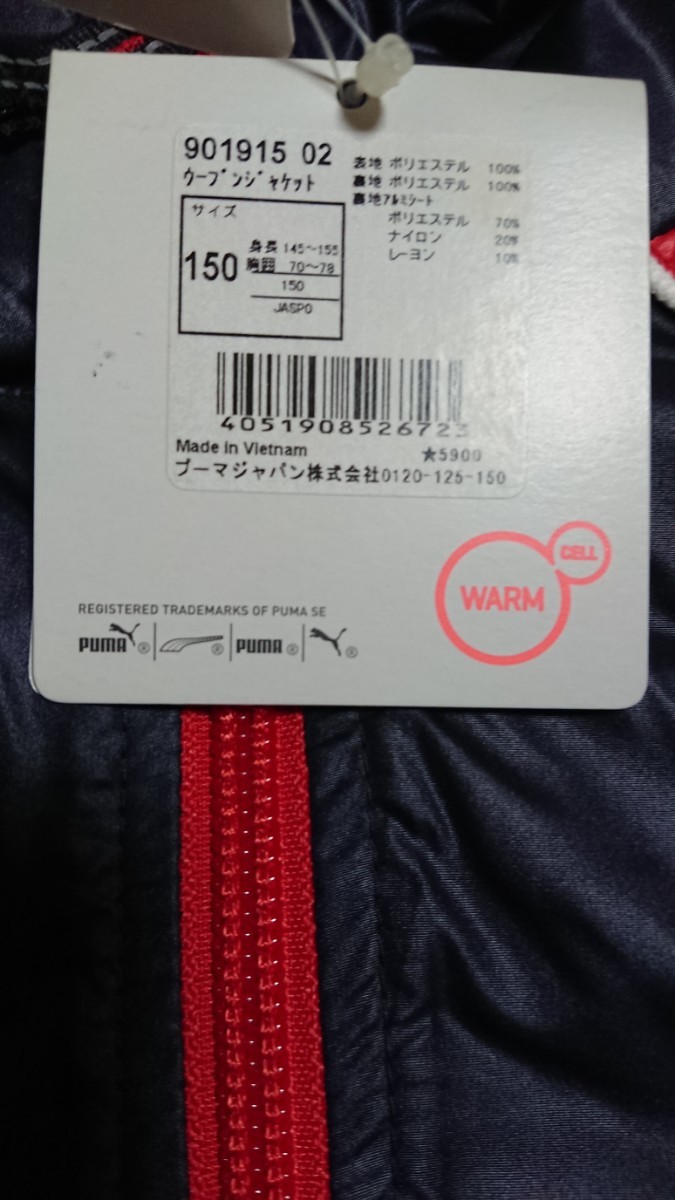 901915 02
ウーブンジャケット
サイズ
150
身長 145〜155
胸囲 70〜78
150
JASPO
表地 ポリエステル 100%
裏地 ポリエステル 100%
裏地アルミシート
ポリエステル 70%
ナイロン 20%
レーヨン 10%
4051908526723
Made in Vietnam ★5900
プーマジャパン株式会社0120-125-150
WARM CELL
REGISTERED TRADEMARKS OF PUMA SE
PUMA® ® PUMA® ®